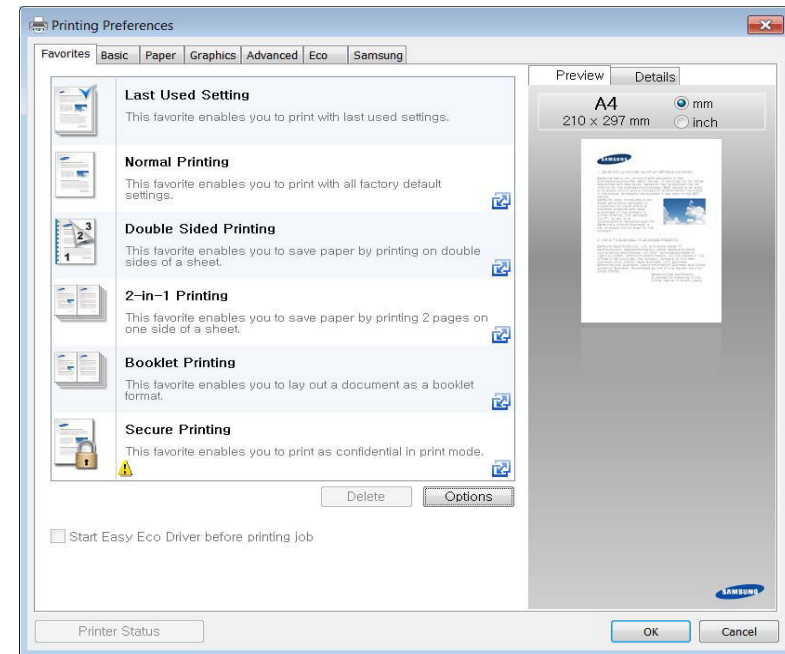 Printing Preferences
Favorites Basic Paper Graphics Advanced Eco Samsung
Last Used Setting
This favorite enables you to print with last used settings.
Normal Printing
This favorite enables you to print with all factory default
settings.
3
2
1
Double Sided Printing
This favorite enables you to save paper by printing on double
sides of a sheet.
2-in-1 Printing
This favorite enables you to save paper by printing 2 pages on
one side of a sheet.
Booklet Printing
This favorite enables you to lay out a document as a booklet
format.
Secure Printing
This favorite enables you to print as confidential in print mode.
Delete Options
Start Easy Eco Driver before printing job
Preview Details
A4
210 × 297 mm
mm
inch
SAMSUNG
SAMSUNG
Printer Status OK Cancel